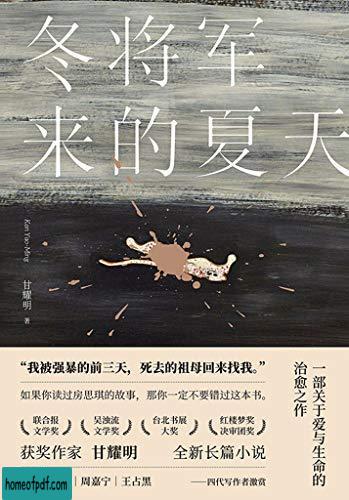 冬将军
来的夏天
Kan Yao-Ming
甘耀明 著
“我被强暴的前三天，死去的祖母回来找我。”
如果你读过房思琪的故事，那你一定不要错过这本书。
一部关于爱与生命的
治愈之作
联合报
文学奖
吴浊流
文学奖
台北书展
大奖
红楼梦奖
决审团奖
获奖作家 甘耀明 全新长篇小说
| 周嘉宁 | 王占黑
——四代写作者激赏
homeofpdf.com